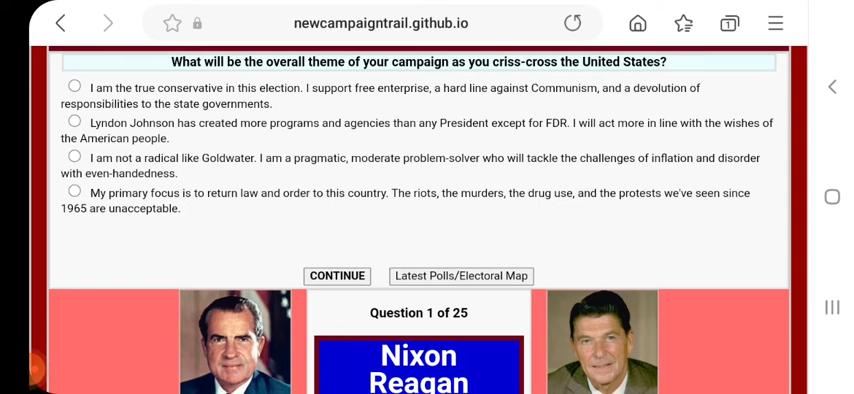 newcampaigntrail.github.io
1
What will be the overall theme of your campaign as you criss-cross the United States?
I am the true conservative in this election. I support free enterprise, a hard line against Communism, and a devolution of
responsibilities to the state governments.
Lyndon Johnson has created more programs and agencies than any President except for FDR. I will act more in line with the wishes of
the American people.
I am not a radical like Goldwater. I am a pragmatic, moderate problem-solver who will tackle the challenges of inflation and disorder
with even-handedness.
My primary focus is to return law and order to this country. The riots, the murders, the drug use, and the protests we've seen since
1965 are unacceptable.
CONTINUE
Latest Polls/Electoral Map
Question 1 of 25
Nixon
Reagan